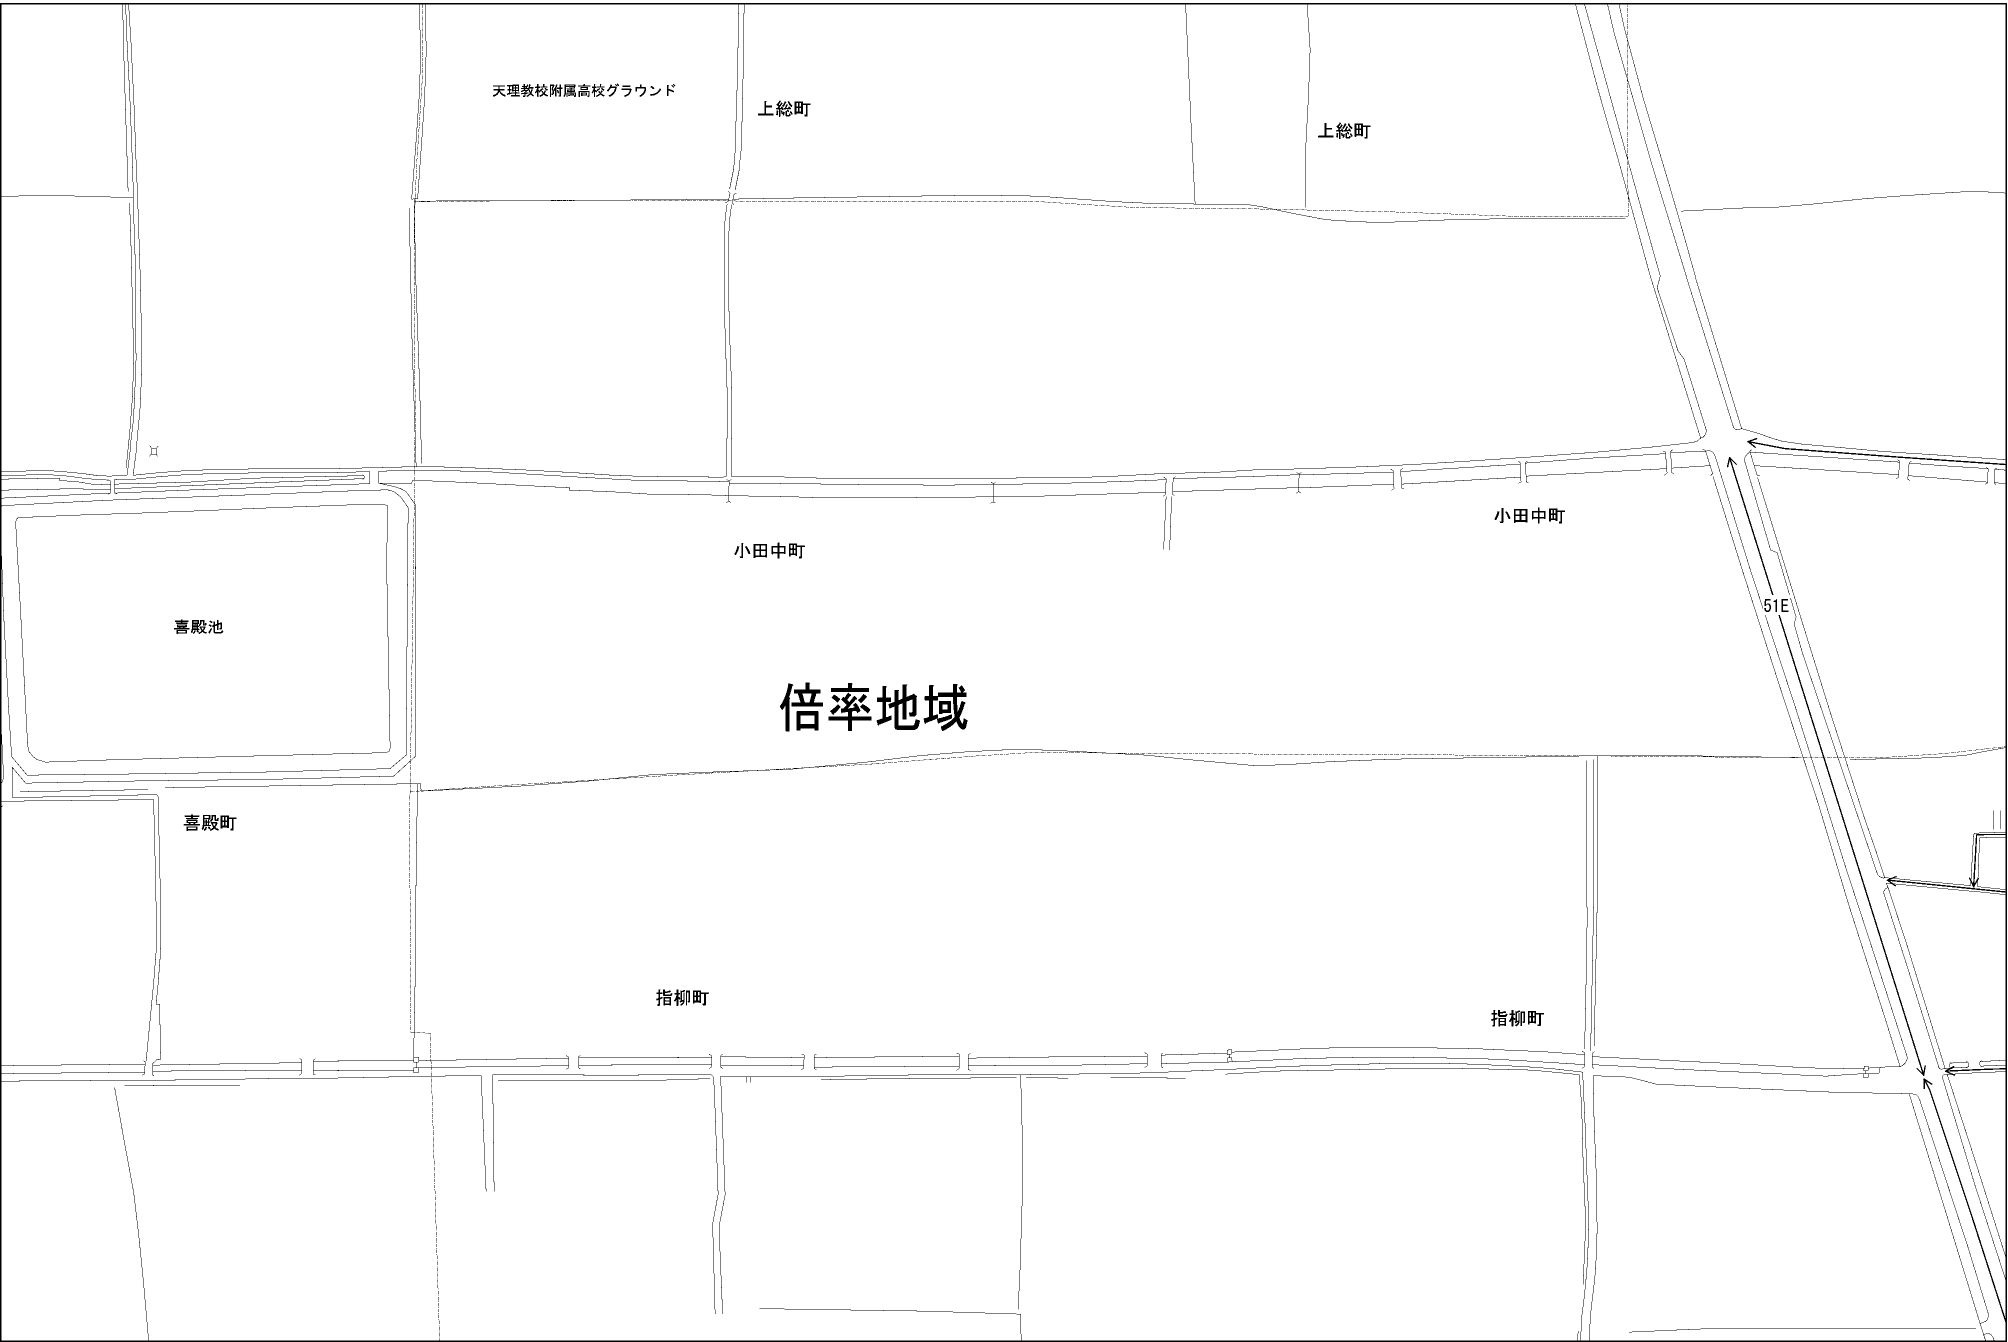 天理教校附属高校グラウンド
上総町
上総町
小田中町
小田中町
51E
喜殿池
倍率地域
喜殿町
指柳町
指柳町